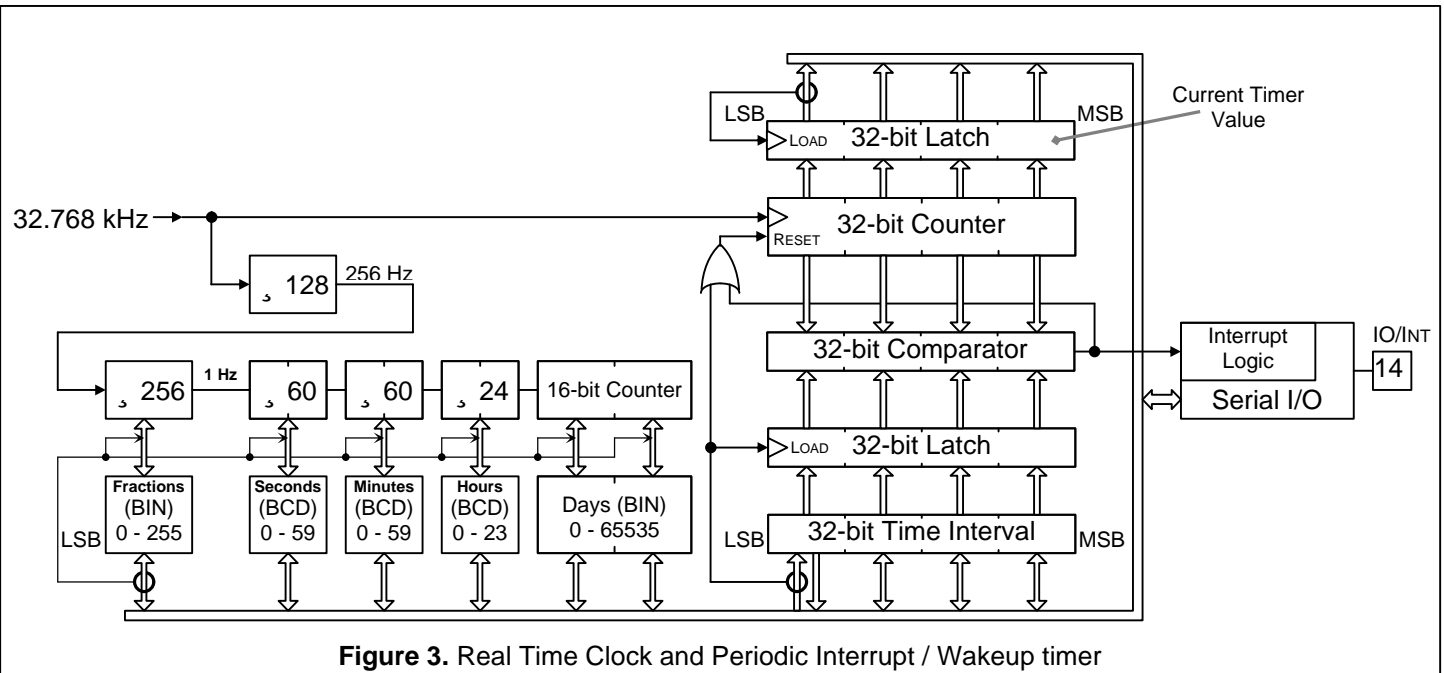 LSB
MSB
Current Timer
Value
LOAD
32-bit Latch
32.768 kHz
32-bit Counter
RESET
ȷ 128
256 Hz
32-bit Comparator
Interrupt
Logic
Serial I/O
IO/INT
14
256
1 Hz
60
60
24
16-bit Counter
LOAD
32-bit Latch
Fractions
(BIN)
0 - 255
Seconds
(BCD)
0 - 59
Minutes
(BCD)
0 - 59
Hours
(BCD)
0 - 23
Days (BIN)
0 - 65535
LSB
LSB
32-bit Time Interval
MSB
Figure 3. Real Time Clock and Periodic Interrupt / Wakeup timer